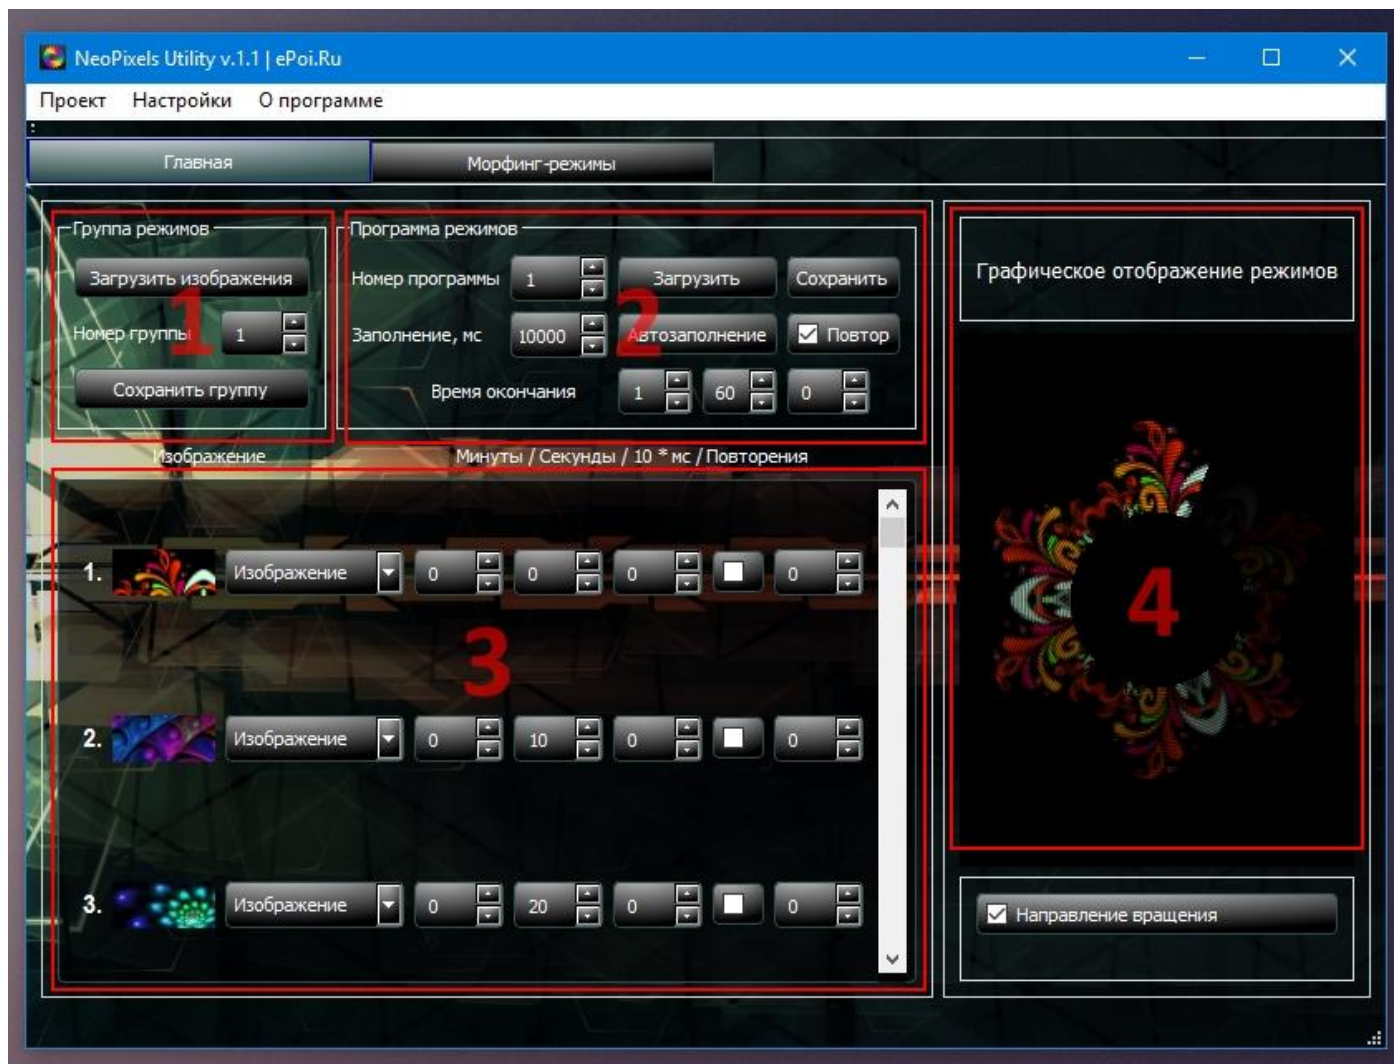 NeoPixels Utility v.1.1 | ePoi.Ru
Проект Настройки О программе
Главная Морфинг-режимы
Группа режимов
Загрузить изображения
Номер группы 1
Сохранить группу
1
Программа режимов
Номер программы 1 Загрузить Сохранить
Заполнение, мс 10000 Автозаполнение Повтор
Время окончания 1 60 0
2
Изображение Минуты / Секунды / 10 * мс / Повторения
1. Изображение 0 0 0 0
3
2. Изображение 0 10 0 0
3. Изображение 0 20 0 0
Графическое отображение режимов
4
Направление вращения